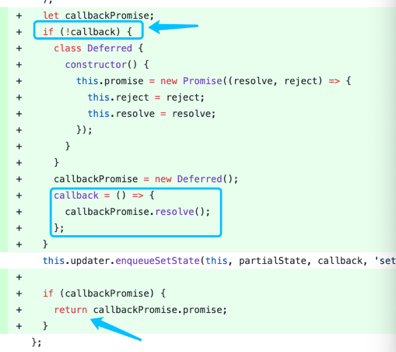 );
+ let callbackPromise;
+ if (!callback) {
+ class Deferred {
+ constructor() {
+ this.promise = new Promise((resolve, reject) => {
+ this.reject = reject;
+ this.resolve = resolve;
+ });
+ }
+ }
+ callbackPromise = new Deferred();
+ callback = () => {
+ callbackPromise.resolve();
+ };
+ }
this.updater.enqueueSetState(this, partialState, callback, 'set
+
+ if (callbackPromise) {
+ return callbackPromise.promise;
+ }
};